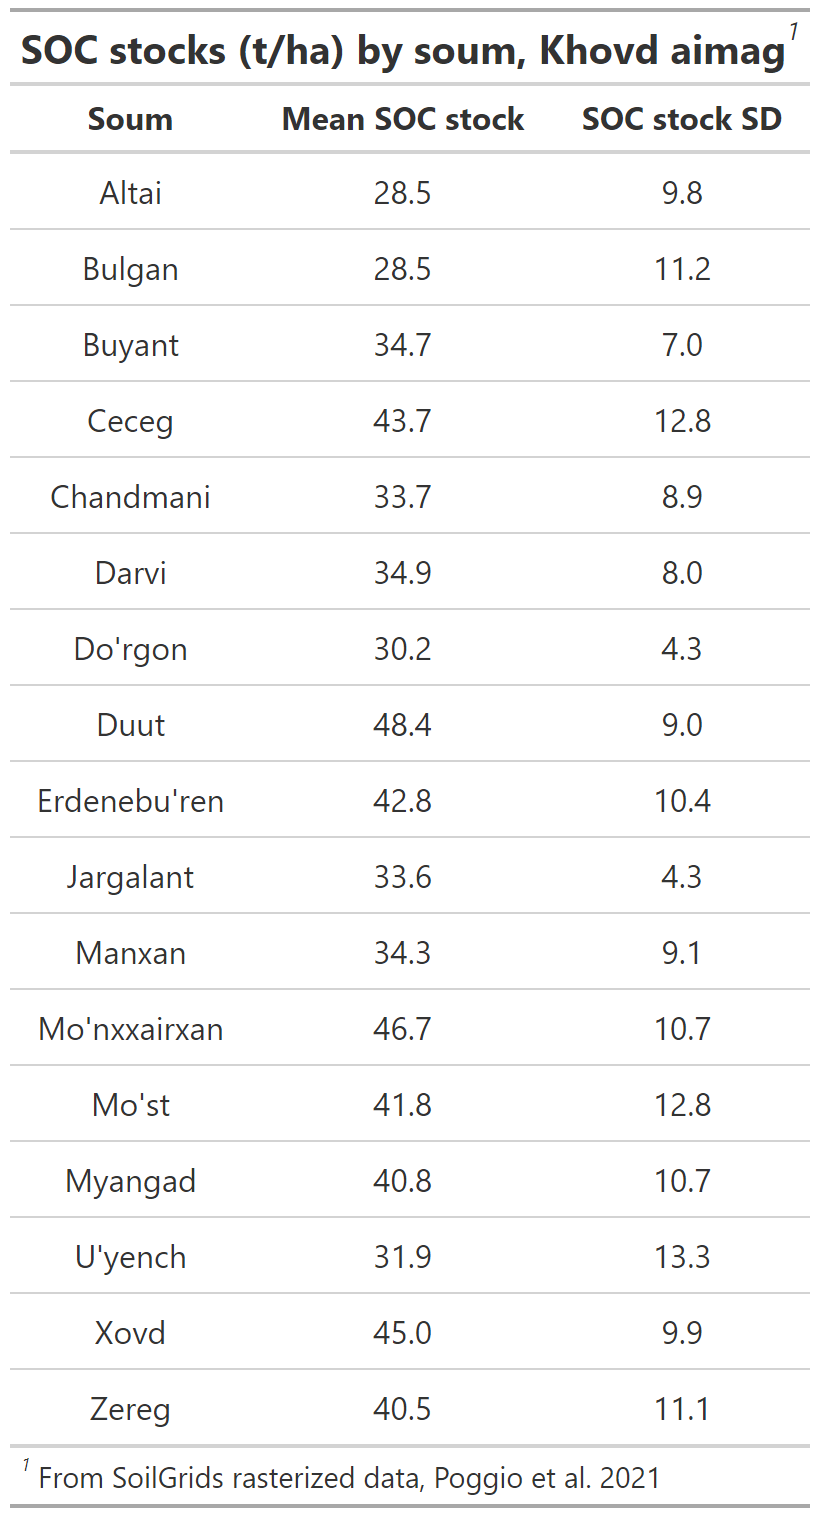 SOC stocks (t/ha) by soum, Khovd aimag1
Soum Mean SOC stock SOC stock SD
Altai 28.5 9.8
Bulgan 28.5 11.2
Buyant 34.7 7.0
Ceceg 43.7 12.8
Chandmani 33.7 8.9
Darvi 34.9 8.0
Do'rgon 30.2 4.3
Duut 48.4 9.0
Erdenebu'ren 42.8 10.4
Jargalant 33.6 4.3
Manxan 34.3 9.1
Mo'nxxairxan 46.7 10.7
Mo'st 41.8 12.8
Myangad 40.8 10.7
U'yench 31.9 13.3
Xovd 45.0 9.9
Zereg 40.5 11.1
1 From SoilGrids rasterized data, Poggio et al. 2021